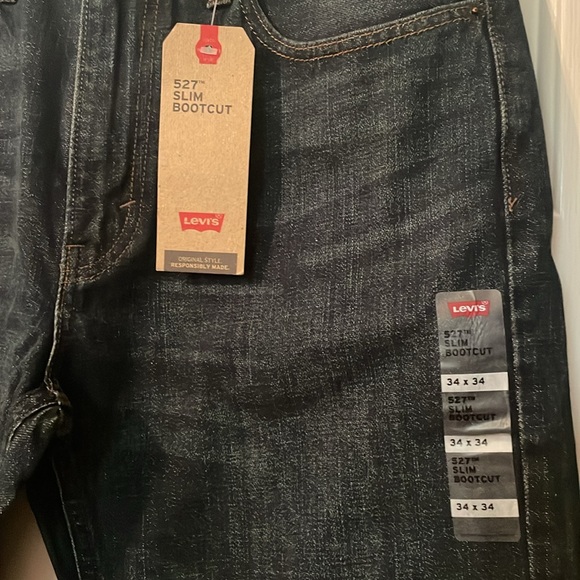 527™
SLIM
BOOTCUT
Levi's
ORIGINAL STYLE.
RESPONSIBLY MADE.
Levi's
527™
SLIM
BOOTCUT
34 x 34
527™
SLIM
BOOTCUT
34 x 34
527™
SLIM
BOOTCUT
34 x 34